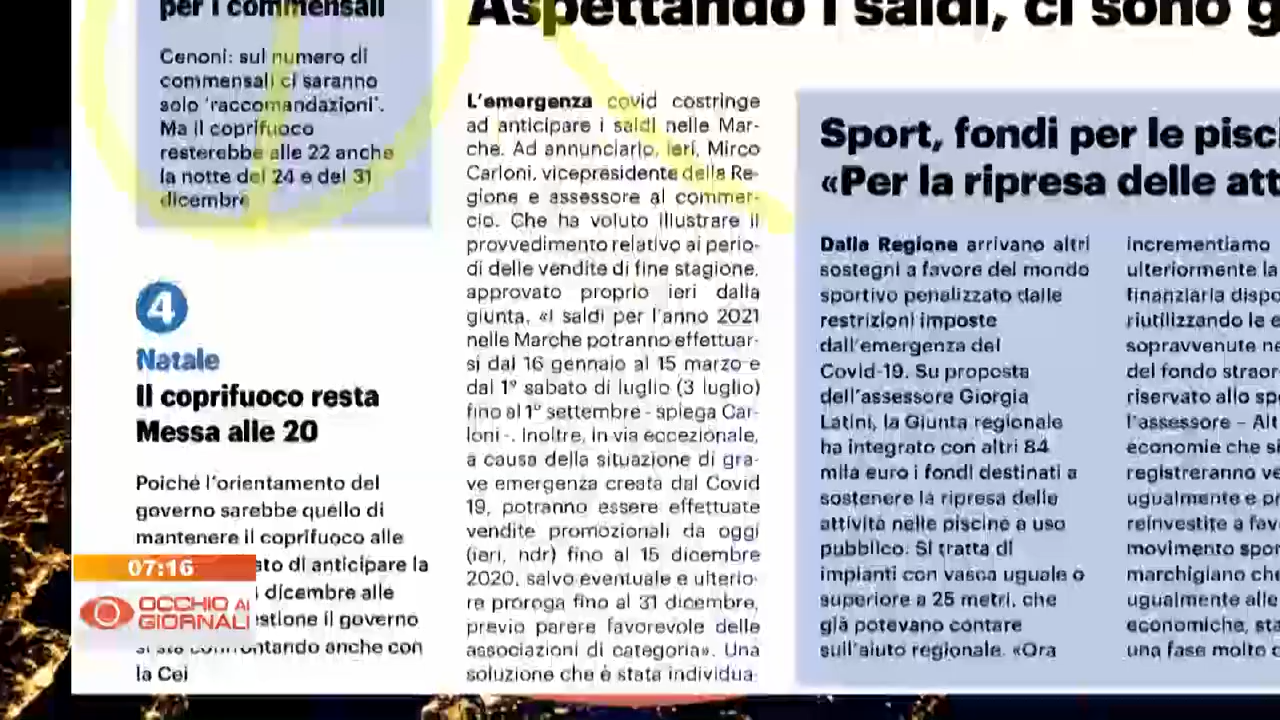 per i commensali
Cenoni: sul numero di
commensali ci saranno
solo 'raccomandazioni'.
Ma il coprifuoco
resterebbe alle 22 anche
la notte del 24 e del 31
dicembre
4
Natale
Il coprifuoco resta
Messa alle 20
Poiché l'orientamento del
governo sarebbe quello di
mantenere il coprifuoco alle
ato di anticipare la
dicembre alle
estione il governo
si sta confrontando anche con
la Cei
07:16
OCCHIO AI
GIORNALI
Aspettando i saldi, ci sono g
L'emergenza covid costringe
ad anticipare i saldi nelle Mar-
che. Ad annunciarlo, ieri, Mirco
Carloni, vicepresidente della Re-
gione e assessore al commer-
cio. Che ha voluto illustrare il
provvedimento relativo ai perio-
di delle vendite di fine stagione,
approvato proprio ieri dalla
giunta. «I saldi per l'anno 2021
nelle Marche potranno effettuar-
si dal 16 gennaio al 15 marzo e
dal 1° sabato di luglio (3 luglio)
fino al 1° settembre - spiega Car-
loni -. Inoltre, in via eccezionale,
a causa della situazione di gra-
ve emergenza creata dal Covid
19, potranno essere effettuate
vendite promozionali da oggi
(ieri, ndr) fino al 15 dicembre
2020, salvo eventuale e ulterio-
re proroga fino al 31 dicembre,
previo parere favorevole delle
associazioni di categoria». Una
soluzione che è stata individua-
Sport, fondi per le pisci
«Per la ripresa delle att
Dalla Regione arrivano altri
sostegni a favore del mondo
sportivo penalizzato dalle
restrizioni imposte
dall'emergenza del
Covid-19. Su proposta
dell'assessore Giorgia
Latini, la Giunta regionale
ha integrato con altri 84
mila euro i fondi destinati a
sostenere la ripresa delle
attività nelle piscine a uso
pubblico. Si tratta di
impianti con vasca uguale o
superiore a 25 metri, che
già potevano contare
sull'aiuto regionale. «Ora
incrementiamo
ulteriormente la
finanziaria dispo
riutilizzando le e
sopravvenute ne
del fondo straor
riservato allo spo
l'assessore – Alt
economie che si
registreranno ve
ugualmente e p
reinvestite a fav
movimento spor
marchigiano che
ugualmente alle
economiche, sta
una fase molto c